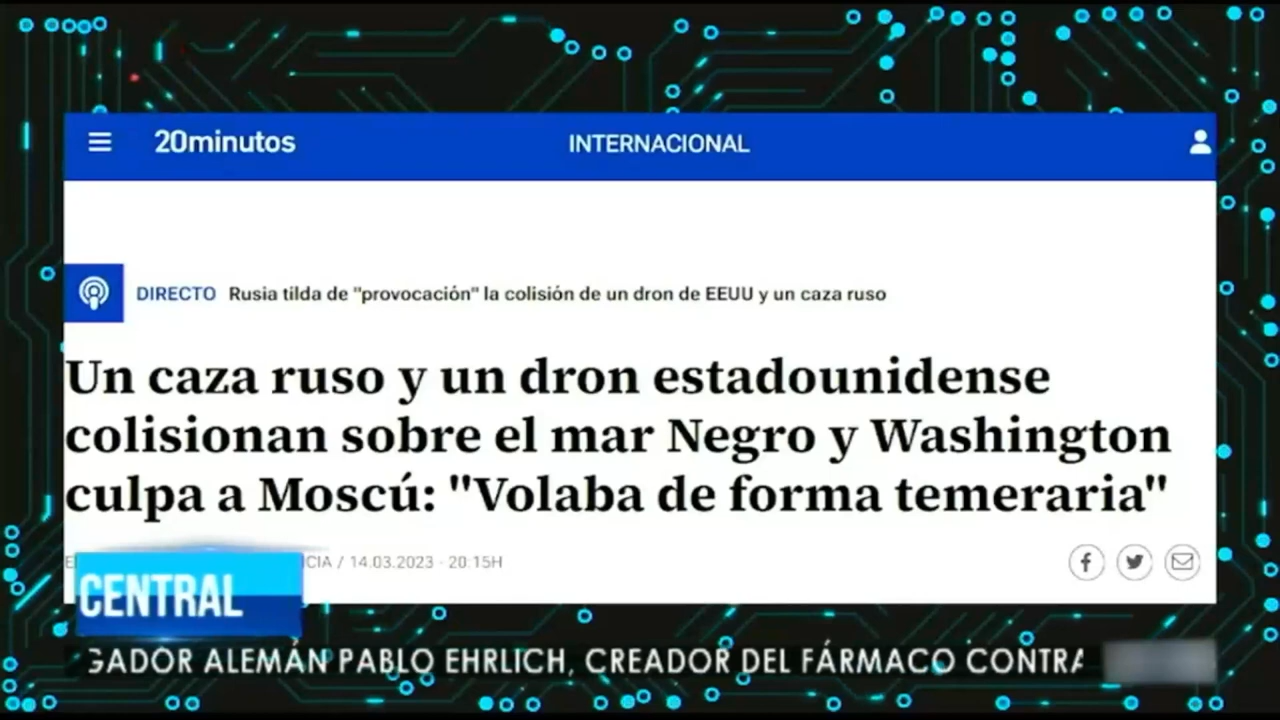 20minutos
INTERNACIONAL
DIRECTO Rusia tilda de "provocación" la colisión de un dron de EEUU y un caza ruso
Un caza ruso y un dron estadounidense
colisionan sobre el mar Negro y Washington
culpa a Moscú: "Volaba de forma temeraria"
/ 14.03.2023 - 20:15H
CENTRAL
GADOR ALEMÁN PABLO EHRLICH, CREADOR DEL FÁRMACO CONTRA